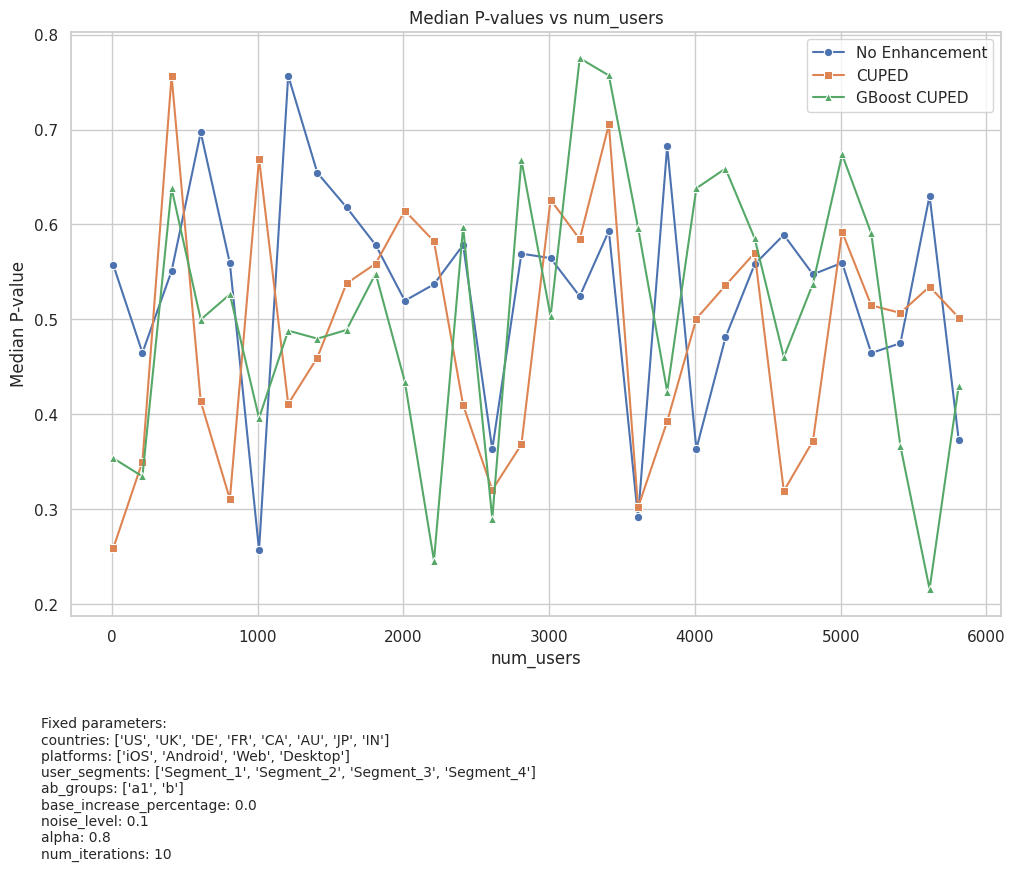 Median P-values vs num_users
0.8
0.7
0.6
0.5
0.4
0.3
0.2
Median P-value
No Enhancement
CUPED
GBoost CUPED
0 1000 2000 3000 4000 5000 6000
num_users
Fixed parameters:
countries: ['US', 'UK', 'DE', 'FR', 'CA', 'AU', 'JP', 'IN']
platforms: ['iOS', 'Android', 'Web', 'Desktop']
user_segments: ['Segment_1', 'Segment_2', 'Segment_3', 'Segment_4']
ab_groups: ['a1', 'b']
base_increase_percentage: 0.0
noise_level: 0.1
alpha: 0.8
num_iterations: 10